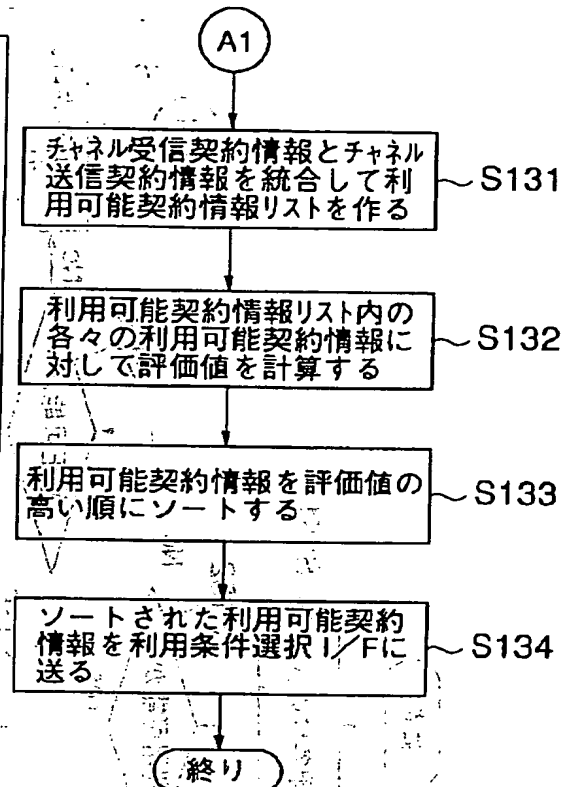 A1
チャネル受信契約情報とチャネル
送信契約情報を統合して利
用可能契約情報リストを作る
S131
利用可能契約情報リスト内の
各々の利用可能契約情報に
対して評価値を計算する
S132
利用可能契約情報を評価値の
高い順にソートする
S133
ソートされた利用可能契約
情報を利用条件選択I/Fに
送る
S134
終り